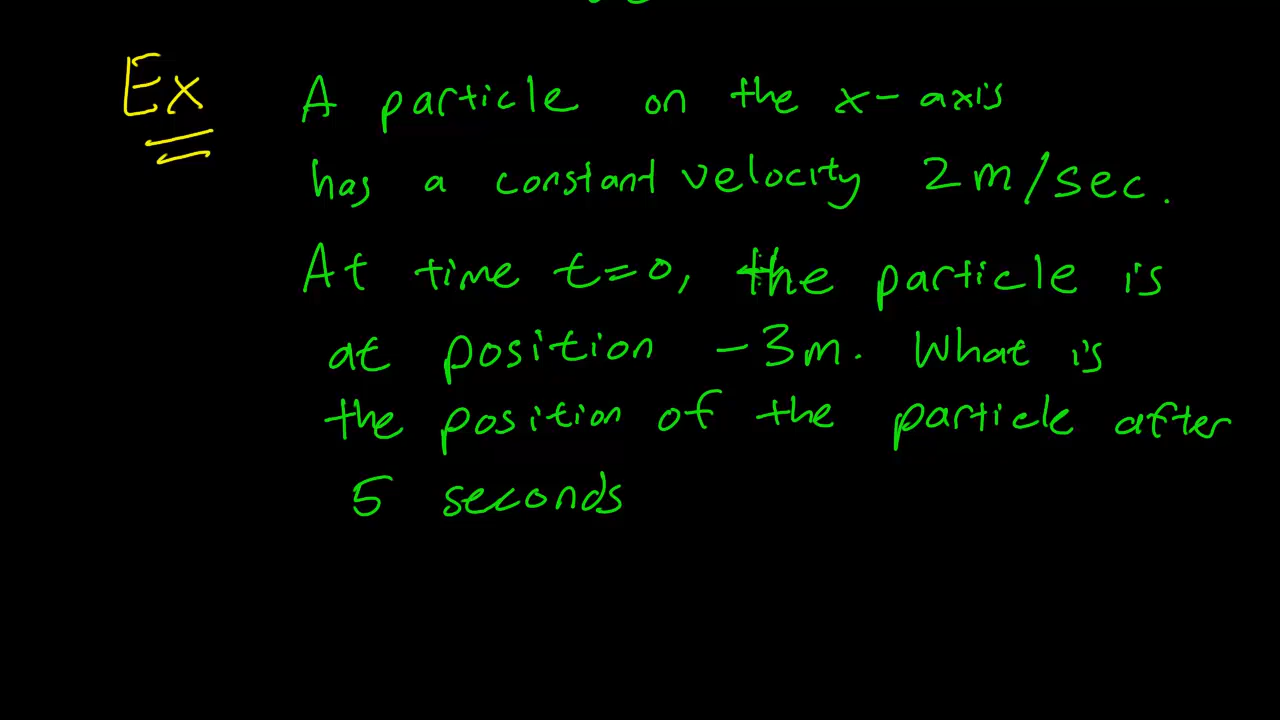 Ex A particle on the x-axis
has a constant velocity 2m/sec.
At time t=0, the particle is
at position -3m. What is
the position of the particle after
5 seconds